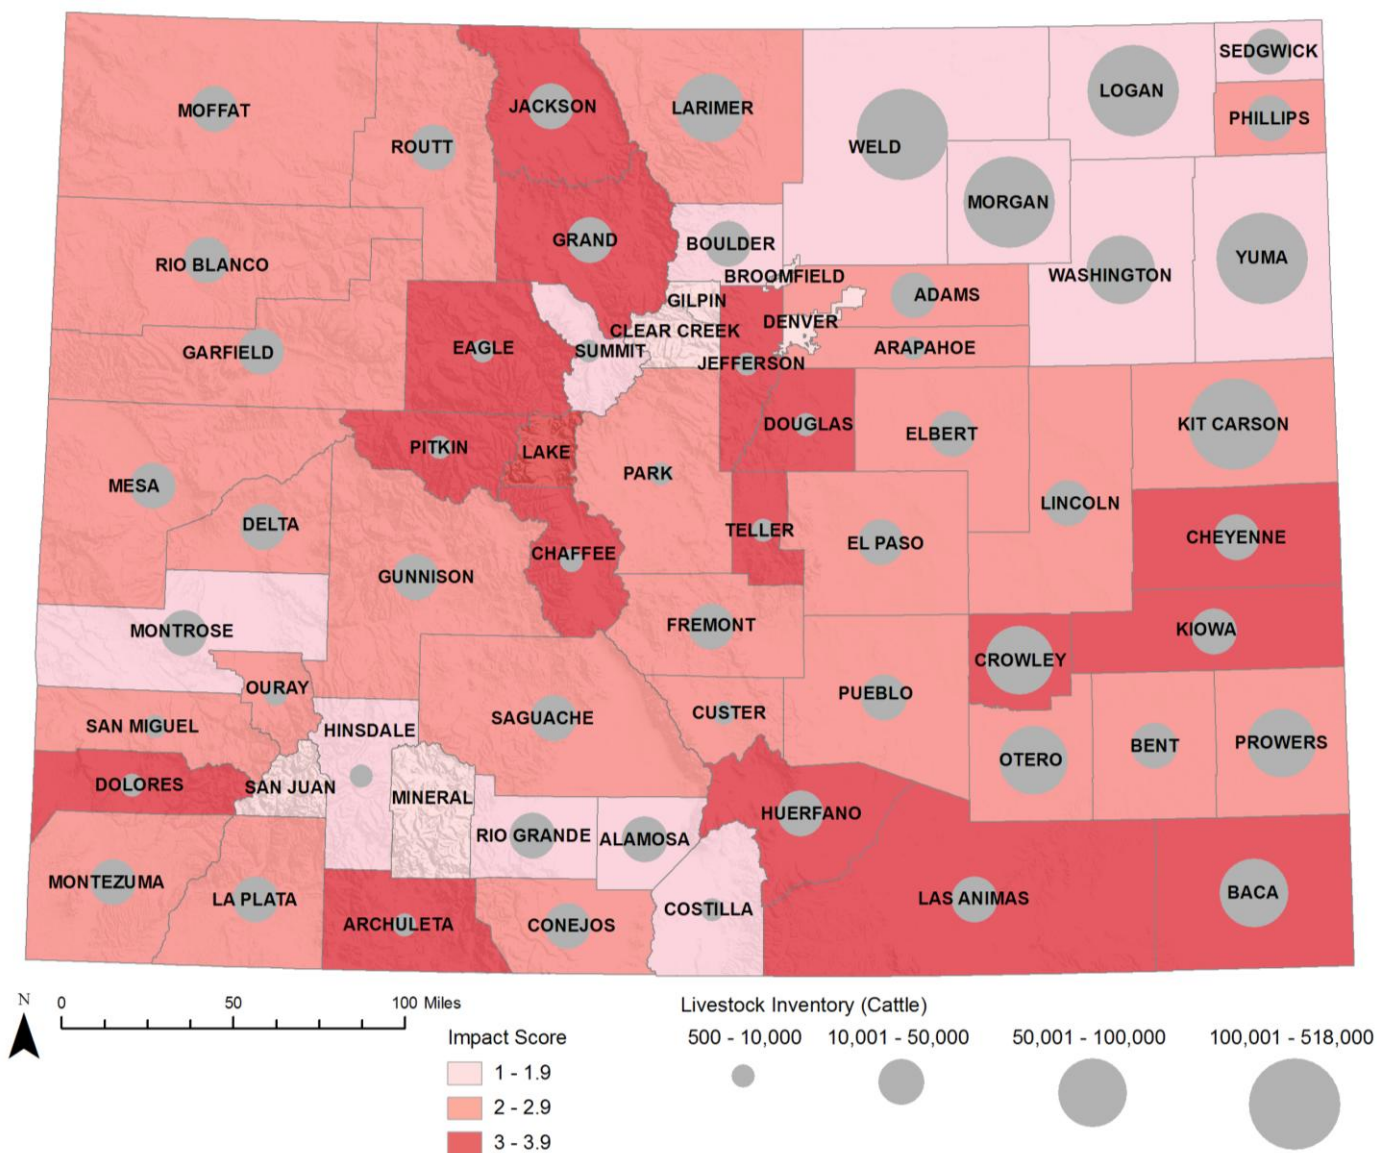 SEDGWICK
LOGAN
JACKSON
LARIMER
MOFFAT
PHILLIPS
ROUTT
WELD
MORGAN
GRAND
BOULDER
YUMA
RIO BLANCO
BROOMFIELD
WASHINGTON
GILPIN
ADAMS
CLEAR CREEK
DENVER
GARFIELD
EAGLE
SUMMIT
ARAPAHOE
JEFFERSON
DOUGLAS
KIT CARSON
ELBERT
PITKIN
LAKE
PARK
MESA
LINCOLN
DELTA
TELLER
CHEYENNE
EL PASO
CHAFFEE
GUNNISON
FREMONT
KIOWA
MONTROSE
CROWLEY
OURAY
PUEBLO
CUSTER
SAGUACHE
SAN MIGUEL
HINSDALE
PROWERS
BENT
OTERO
DOLORES
SAN JUAN
MINERAL
HUERFANO
RIO GRANDE
ALAMOSA
MONTEZUMA
LA PLATA
BACA
LAS ANIMAS
COSTILLA
ARCHULETA
CONEJOS
N
0 50 100 Miles
Livestock Inventory (Cattle)
500 - 10,000 10,001 - 50,000 50,001 - 100,000 100,001 - 518,000
Impact Score
1 - 1.9
2 - 2.9
3 - 3.9